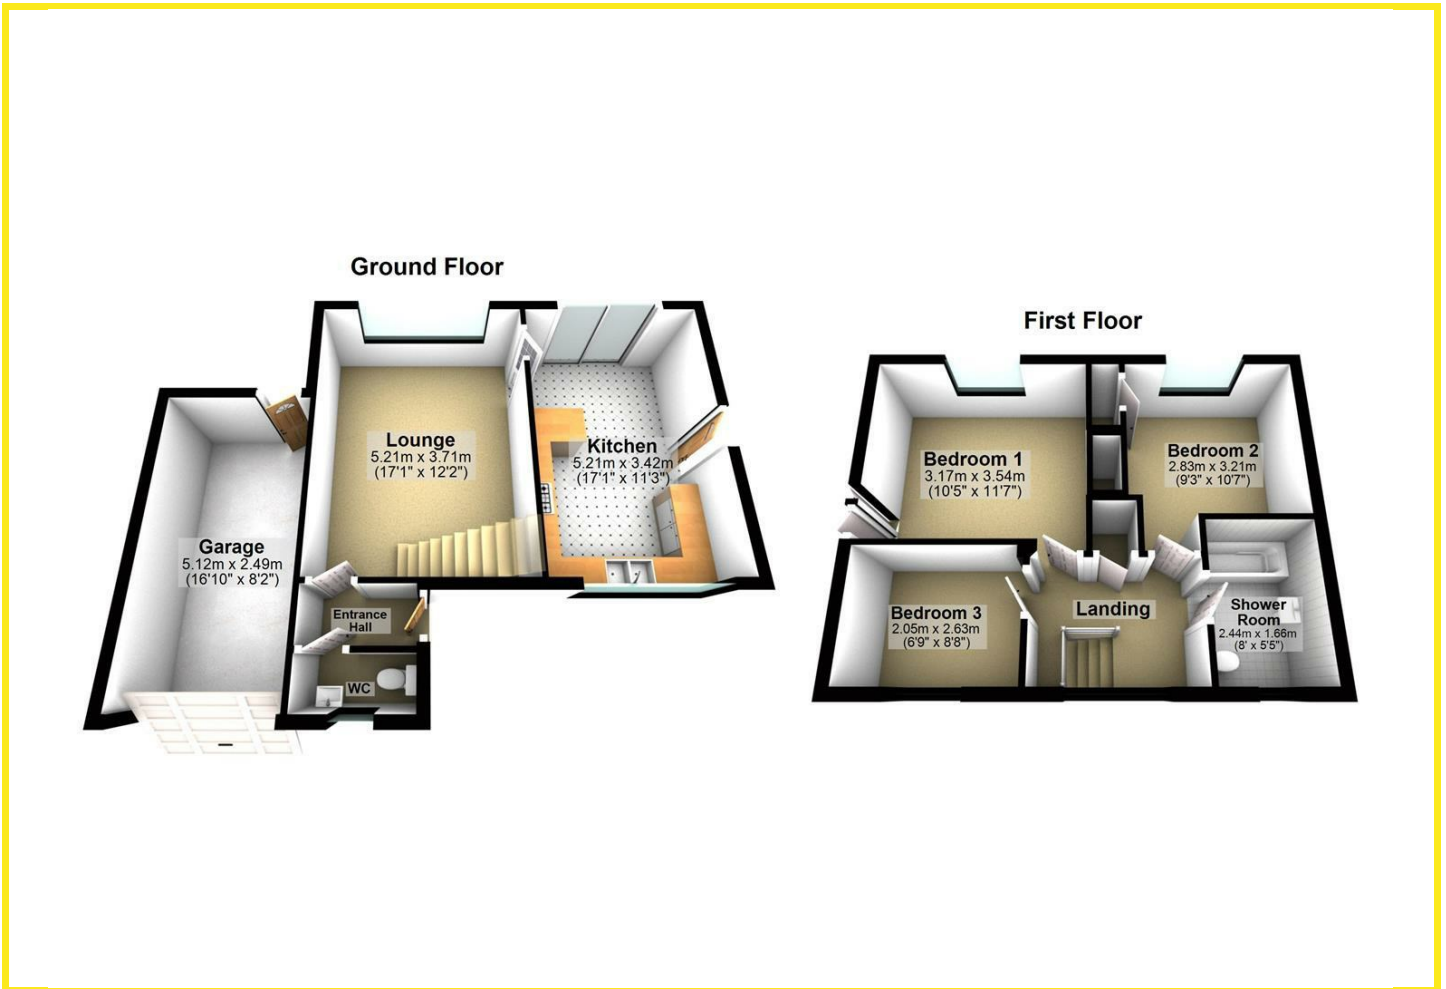 Ground Floor
Lounge
5.21m x 3.71m
(17'1" x 12'2")
Kitchen
5.21m x 3.42m
(17'1" x 11'3")
Garage
5.12m x 2.49m
(16'10" x 8'2")
Entrance
Hall
WC
First Floor
Bedroom 1
3.17m x 3.54m
(10'5" x 11'7")
Bedroom 2
2.83m x 3.21m
(9'3" x 10'7")
Bedroom 3
2.05m x 2.63m
(6'9" x 8'8")
Landing
Shower
Room
2.44m x 1.66m
(8' x 5'5")